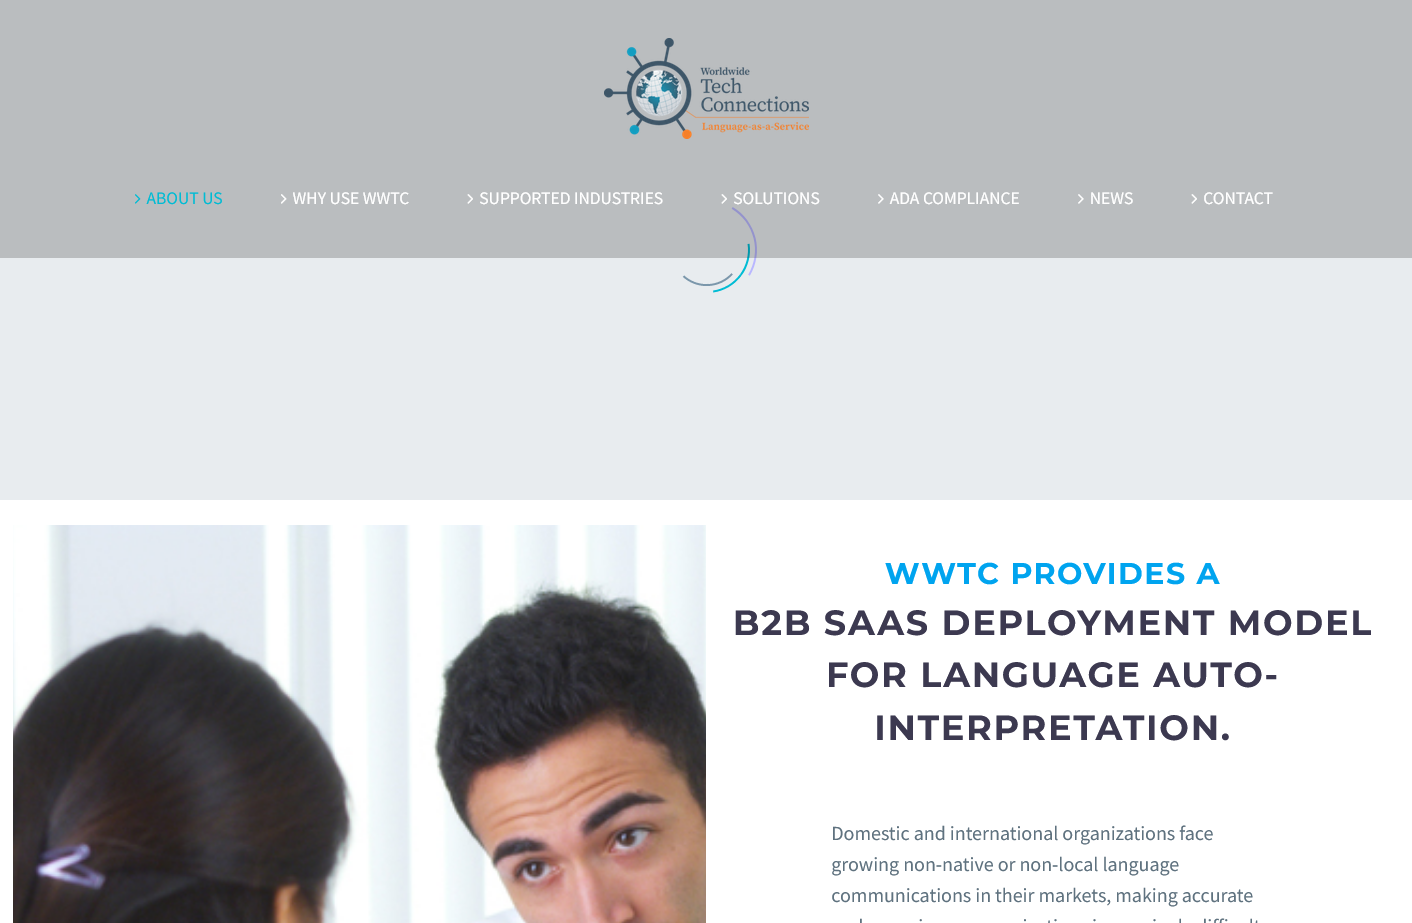 Worldwide
Tech
Connections
Language-as-a-Service
ABOUT US
WHY USE WWTC
SUPPORTED INDUSTRIES
SOLUTIONS
ADA COMPLIANCE
NEWS
CONTACT
WWTC PROVIDES A
B2B SAAS DEPLOYMENT MODEL
FOR LANGUAGE AUTO-
INTERPRETATION.
Domestic and international organizations face
growing non-native or non-local language
communications in their markets, making accurate